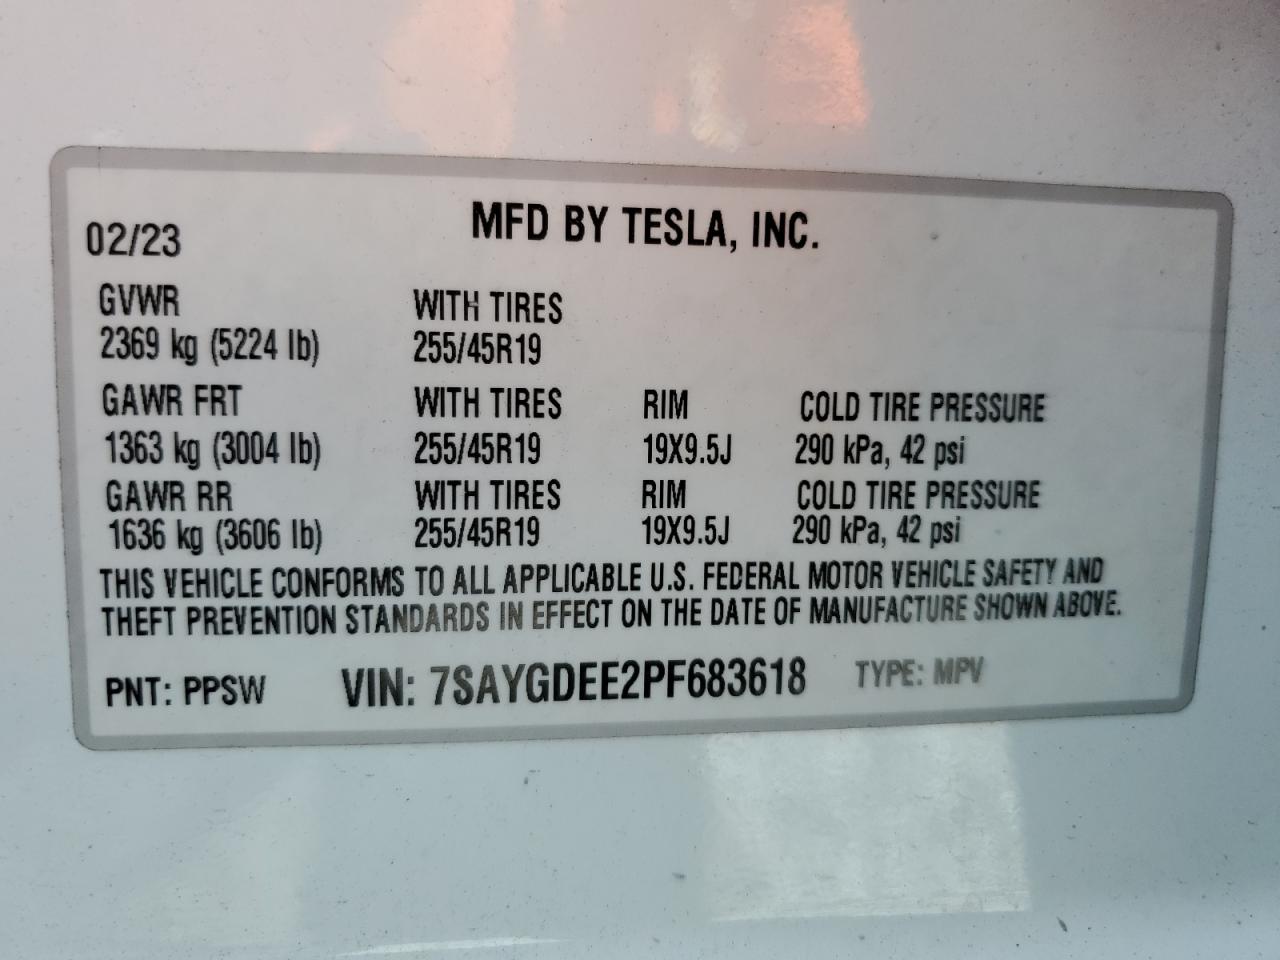 MFD BY TESLA, INC.
02/23
GVWR WITH TIRES
2369 kg (5224 lb) 255/45R19
GAWR FRT WITH TIRES RIM COLD TIRE PRESSURE
1363 kg (3004 lb) 255/45R19 19X9.5J 290 kPa, 42 psi
GAWR RR WITH TIRES RIM COLD TIRE PRESSURE
1636 kg (3606 lb) 255/45R19 19X9.5J 290 kPa, 42 psi
THIS VEHICLE CONFORMS TO ALL APPLICABLE U.S. FEDERAL MOTOR VEHICLE SAFETY AND
THEFT PREVENTION STANDARDS IN EFFECT ON THE DATE OF MANUFACTURE SHOWN ABOVE.
PNT: PPSW VIN: 7SAYGDEE2PF683618 TYPE: MPV